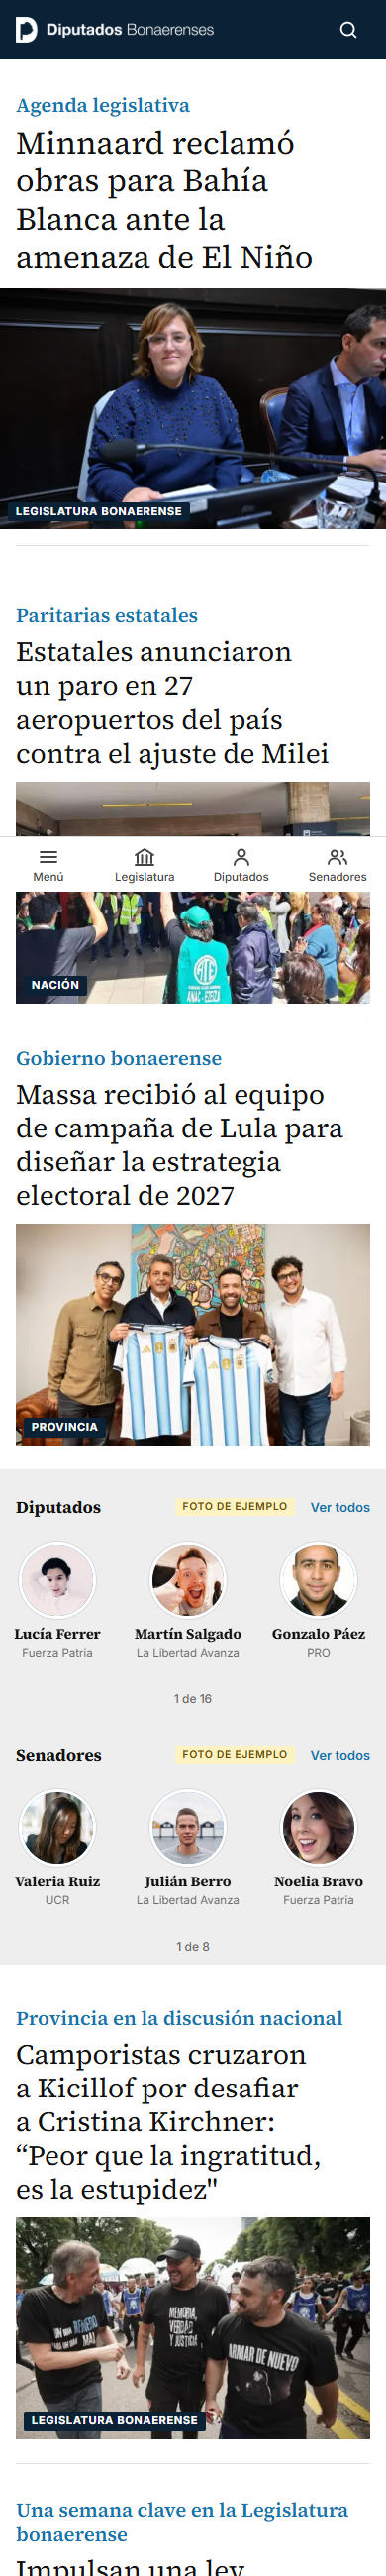 Diputados Bonaerenses
Agenda legislativa
Minnaard reclamó
obras para Bahía
Blanca ante la
amenaza de El Niño
LEGISLATURA BONAERENSE
Paritarias estatales
Estatales anunciaron
un paro en 27
aeropuertos del país
contra el ajuste de Milei
Menú
Legislatura
Diputados
Senadores
ATE
ANAC - EZEIZA
NACIÓN
Gobierno bonaerense
Massa recibió al equipo
de campaña de Lula para
diseñar la estrategia
electoral de 2027
PROVINCIA
Diputados
FOTO DE EJEMPLO
Ver todos
Lucía Ferrer
Fuerza Patria
Martín Salgado
La Libertad Avanza
Gonzalo Páez
PRO
1 de 16
Senadores
FOTO DE EJEMPLO
Ver todos
Valeria Ruiz
UCR
Julián Berro
La Libertad Avanza
Noelia Bravo
Fuerza Patria
1 de 8
Provincia en la discusión nacional
Camporistas cruzaron
a Kicillof por desafiar
a Cristina Kirchner:
“Peor que la ingratitud,
es la estupidez"
MEMORIA,
VERDAD
Y JUSTICIA
ARMAR DE NUEVO
LEGISLATURA BONAERENSE
Una semana clave en la Legislatura
bonaerense
Impulsan una ley